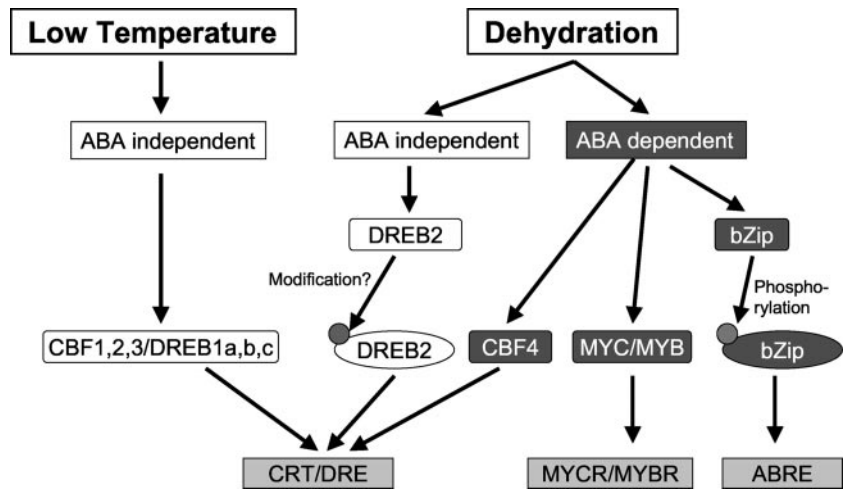 Low Temperature
Dehydration
ABA independent
ABA independent
ABA dependent
DREB2
bZip
Modification?
Phospho-
rylation
CBF1,2,3/DREB1a,b,c
DREB2
CBF4
MYC/MYB
bZip
CRT/DRE
MYCR/MYBR
ABRE